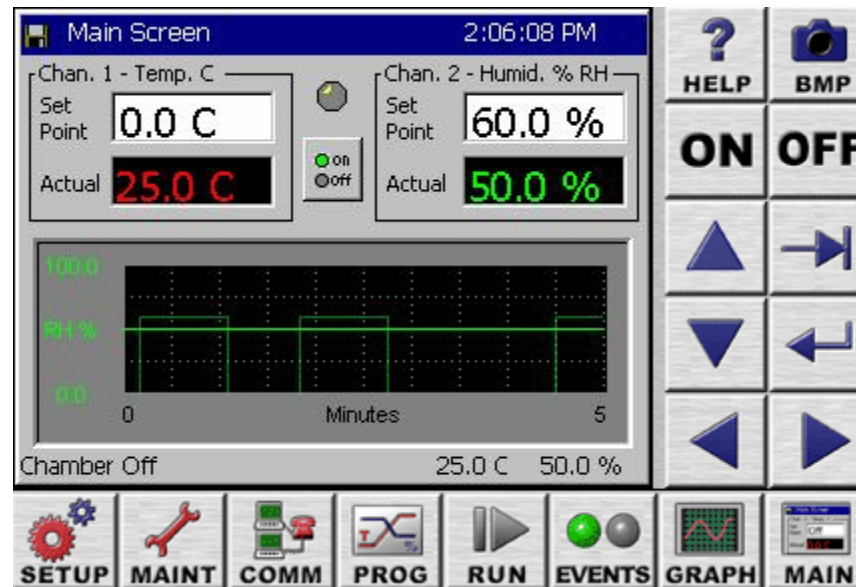 Main Screen 2:06:08 PM
Chan. 1 - Temp. C
Set
Point
0.0 C
Actual
25.0 C
on
off
Chan. 2 - Humid. % RH
Set
Point
60.0 %
Actual
50.0 %
100.0
RH %
0.0
0 Minutes 5
Chamber Off 25.0 C 50.0 %
HELP BMP
ON OFF
SETUP MAINT COMM PROG RUN EVENTS GRAPH MAIN